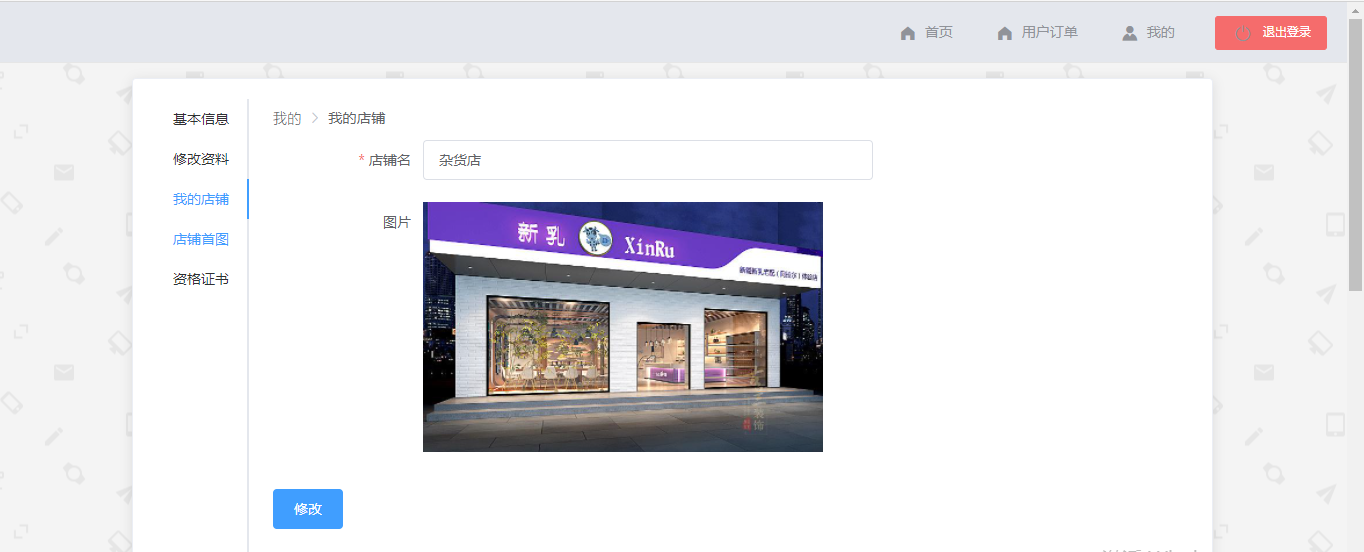 首页
用户订单
我的
退出登录
基本信息
修改资料
我的店铺
店铺首图
资格证书
我的 > 我的店铺
* 店铺名
杂货店
图片
新乳 XinRu
修改